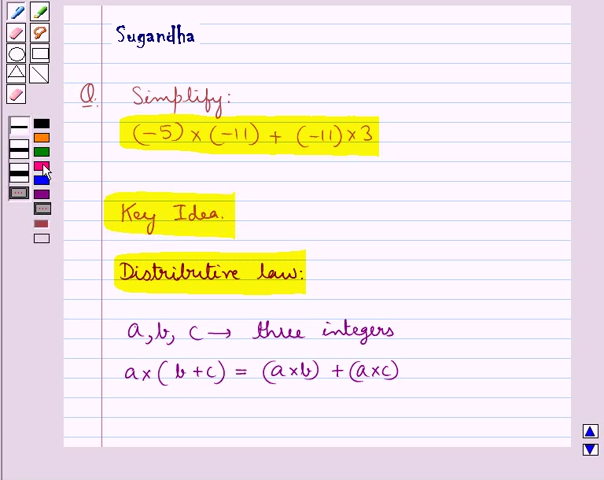 Sugandha
Q. Simplify:
(-5) × (-11) + (-11) × 3
Key Idea.
Distributive law:
a, b, c → three integers
a × ( b + c ) = (a × b) + (a × c)